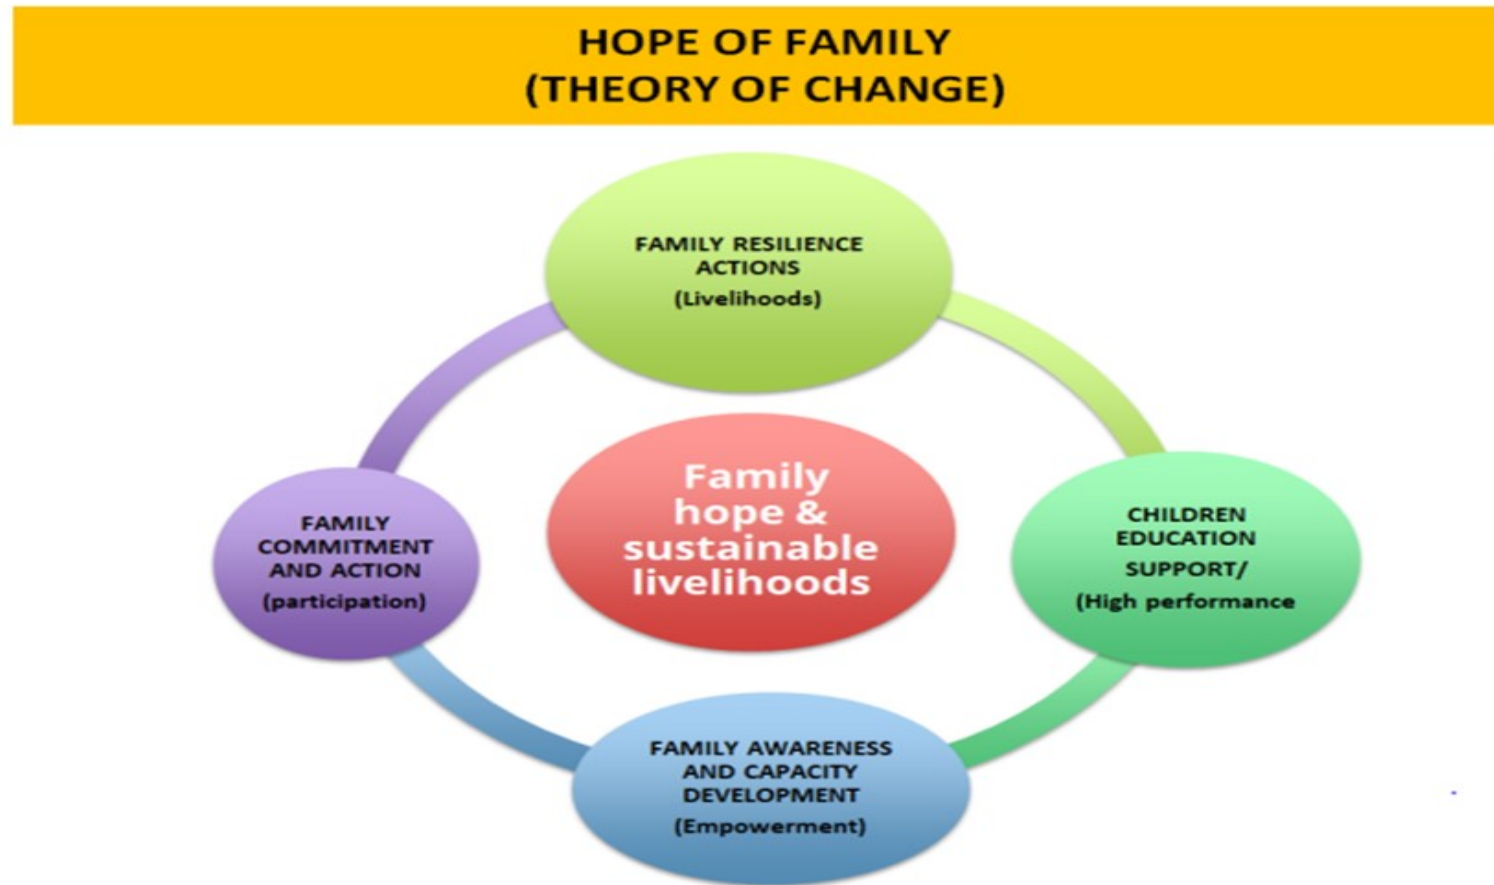 HOPE OF FAMILY
(THEORY OF CHANGE)
FAMILY RESILIENCE
ACTIONS
(Livelihoods)
Family
hope &
sustainable
livelihoods
FAMILY
COMMITMENT
AND ACTION
(participation)
CHILDREN
EDUCATION
SUPPORT/
(High performance
FAMILY AWARENESS
AND CAPACITY
DEVELOPMENT
(Empowerment)